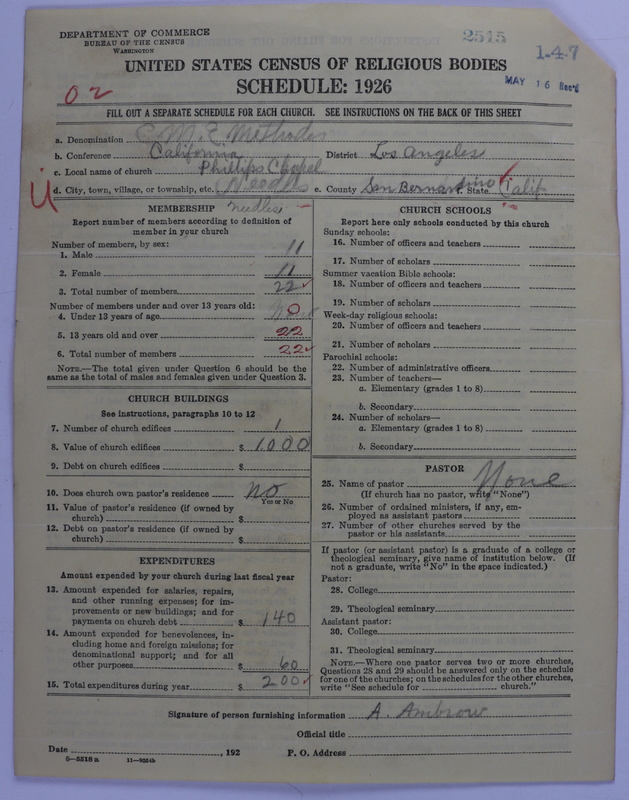 DEPARTMENT OF COMMERCE
BUREAU OF THE CENSUS
WASHINGTON
2515
1-4-7
MAY 16 Rec'd
UNITED STATES CENSUS OF RELIGIOUS BODIES
SCHEDULE: 1926
02
FILL OUT A SEPARATE SCHEDULE FOR EACH CHURCH. SEE INSTRUCTIONS ON THE BACK OF THIS SHEET
a. Denomination C.M.E. Methodis
b. Conference California District Los Angeles
c. Local name of church Phillips Chapel
d. City, town, village, or township, etc. Needles e. County San Bernardino State Calif
MEMBERSHIP Needles
Report number of members according to definition of
member in your church
Number of members, by sex:
1. Male 11
2. Female 11
3. Total number of members 22
Number of members under and over 13 years old:
4. Under 13 years of age 0
5. 13 years old and over 22
6. Total number of members 22
NOTE.—The total given under Question 6 should be
same as the total of males and females given under Question 3.
CHURCH BUILDINGS
See instructions, paragraphs 10 to 12
7. Number of church edifices 1
8. Value of church edifices $ 1000
9. Debt on church edifices $
10. Does church own pastor's residence no
Yes or No
11. Value of pastor's residence (if owned by
church) $
12. Debt on pastor's residence (if owned by
church) $
EXPENDITURES
Amount expended by your church during last fiscal year
13. Amount expended for salaries, repairs,
and other running expenses; for im-
provements or new buildings; and for
payments on church debt $ 140
14. Amount expended for benevolences, in-
cluding home and foreign missions; for
denominational support; and for all
other purposes $ 60
15. Total expenditures during year $ 200
CHURCH SCHOOLS
Report here only schools conducted by this church
Sunday schools:
16. Number of officers and teachers
17. Number of scholars
Summer vacation Bible schools:
18. Number of officers and teachers
19. Number of scholars
Week-day religious schools:
20. Number of officers and teachers
21. Number of scholars
Parochial schools:
22. Number of administrative officers
23. Number of teachers—
a. Elementary (grades 1 to 8)
b. Secondary
24. Number of scholars—
a. Elementary (grades 1 to 8)
b. Secondary
PASTOR
25. Name of pastor None
(If church has no pastor, write "None")
26. Number of ordained ministers, if any, em-
ployed as assistant pastors
27. Number of other churches served by the
pastor or his assistants
If pastor (or assistant pastor) is a graduate of a college or
theological seminary, give name of institution below. (If
not a graduate, write "No" in the space indicated.)
Pastor:
28. College
29. Theological seminary
Assistant pastor:
30. College
31. Theological seminary
NOTE.—Where one pastor serves two or more churches,
Questions 28 and 29 should be answered only on the schedule
for one of the churches; on the schedules for the other churches,
write "See schedule for church."
Signature of person furnishing information A. Ambrow
Official title
Date , 192 P. O. Address
8—5518 a 11—9224b